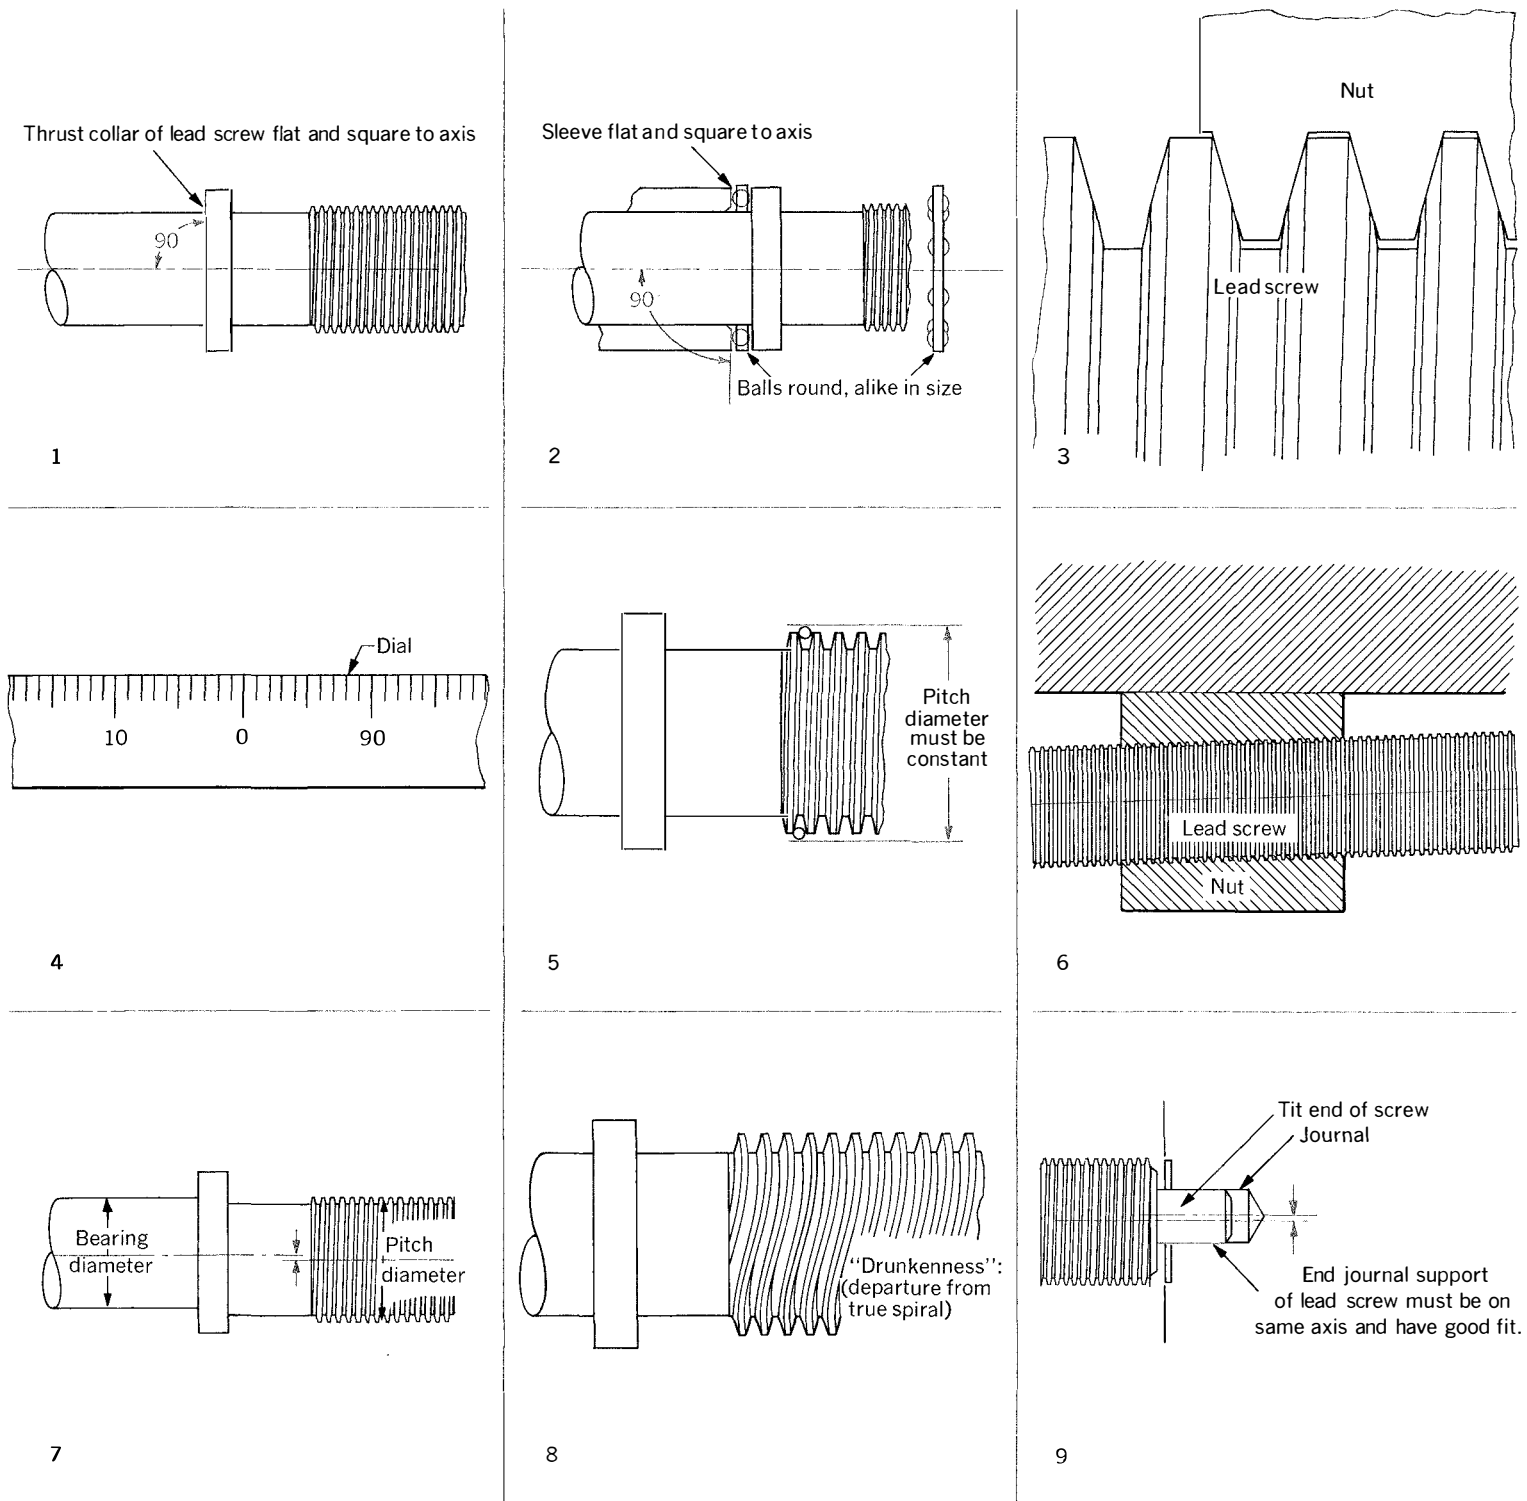 Thrust collar of lead screw flat and square to axis
90
1
Sleeve flat and square to axis
90
Balls round, alike in size
2
Nut
Lead screw
3
Dial
10 0 90
4
Pitch
diameter
must be
constant
5
Lead screw
Nut
6
Bearing
diameter
Pitch
diameter
7
"Drunkenness":
(departure from
true spiral)
8
Tit end of screw
Journal
End journal support
of lead screw must be on
same axis and have good fit.
9